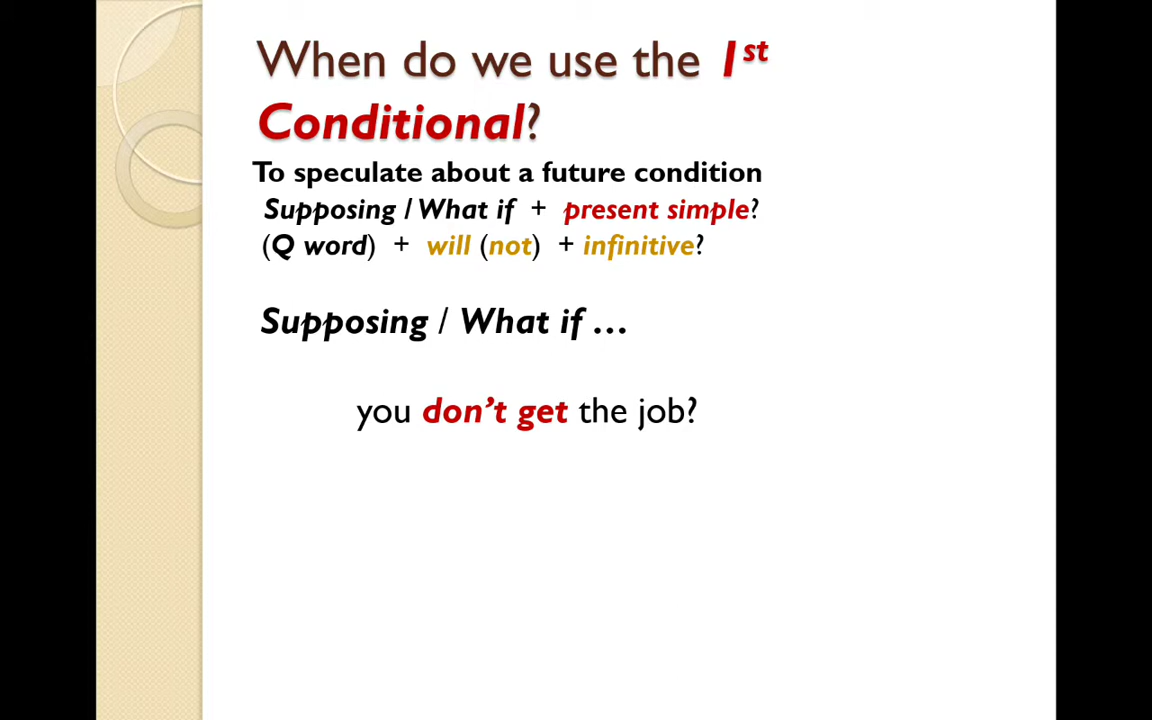 When do we use the 1st
Conditional?
To speculate about a future condition
Supposing / What if + present simple?
(Q word) + will (not) + infinitive?
Supposing / What if …
you don’t get the job?